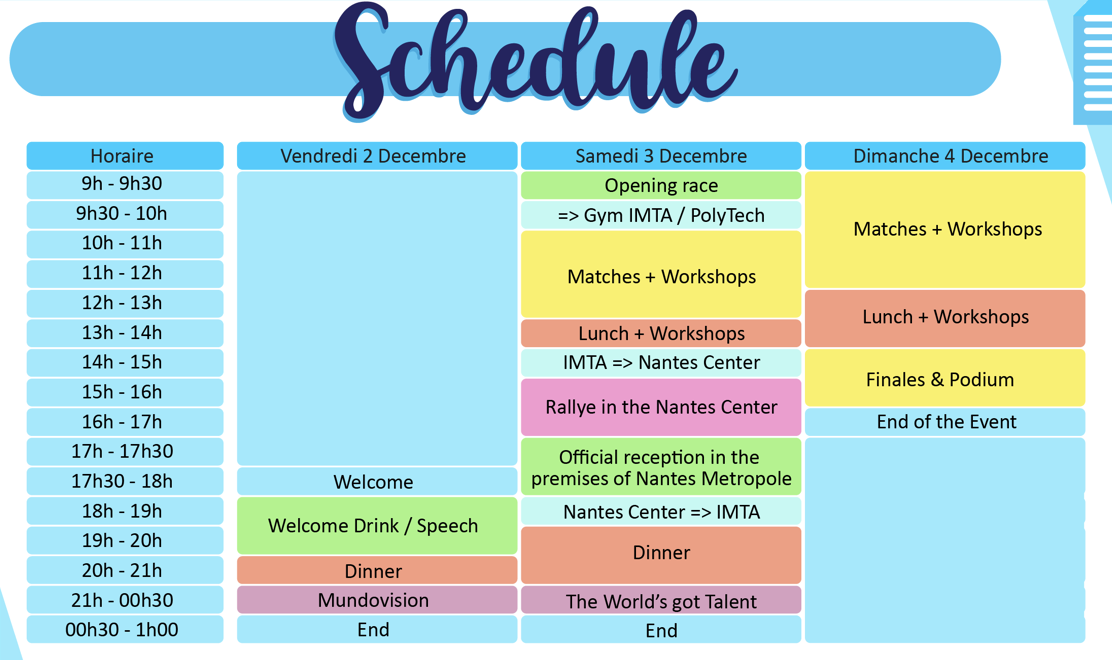 Schedule
Horaire Vendredi 2 Decembre Samedi 3 Decembre Dimanche 4 Decembre
9h - 9h30 Opening race
9h30 - 10h => Gym IMTA / PolyTech
Matches + Workshops
10h - 11h
11h - 12h Matches + Workshops
12h - 13h Lunch + Workshops
13h - 14h Lunch + Workshops
14h - 15h IMTA => Nantes Center
Finales & Podium
15h - 16h
Rallye in the Nantes Center
16h - 17h End of the Event
17h - 17h30 Official reception in the
premises of Nantes Metropole
17h30 - 18h Welcome
18h - 19h Nantes Center => IMTA
Welcome Drink / Speech
19h - 20h Dinner
20h - 21h Dinner
21h - 00h30 Mundovision The World's got Talent
00h30 - 1h00 End End